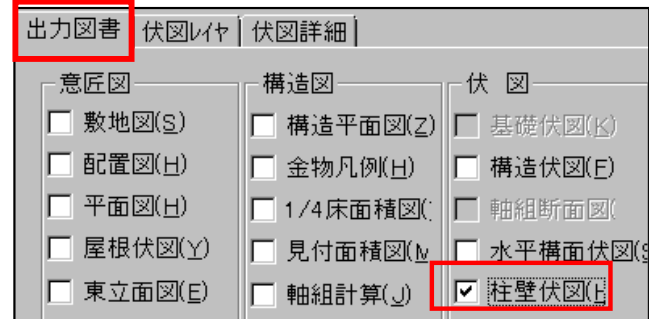 出力図書 伏図レイヤ 伏図詳細
意匠図 構造図 伏 図
敷地図(S) 構造平面図(Z) 基礎伏図(K)
配置図(H) 金物凡例(H) 構造伏図(F)
平面図(H) 1/4床面積図( 軸組断面図(
屋根伏図(Y) 見付面積図(M 水平構面伏図(S
東立面図(E) 軸組計算(J) 柱壁伏図(